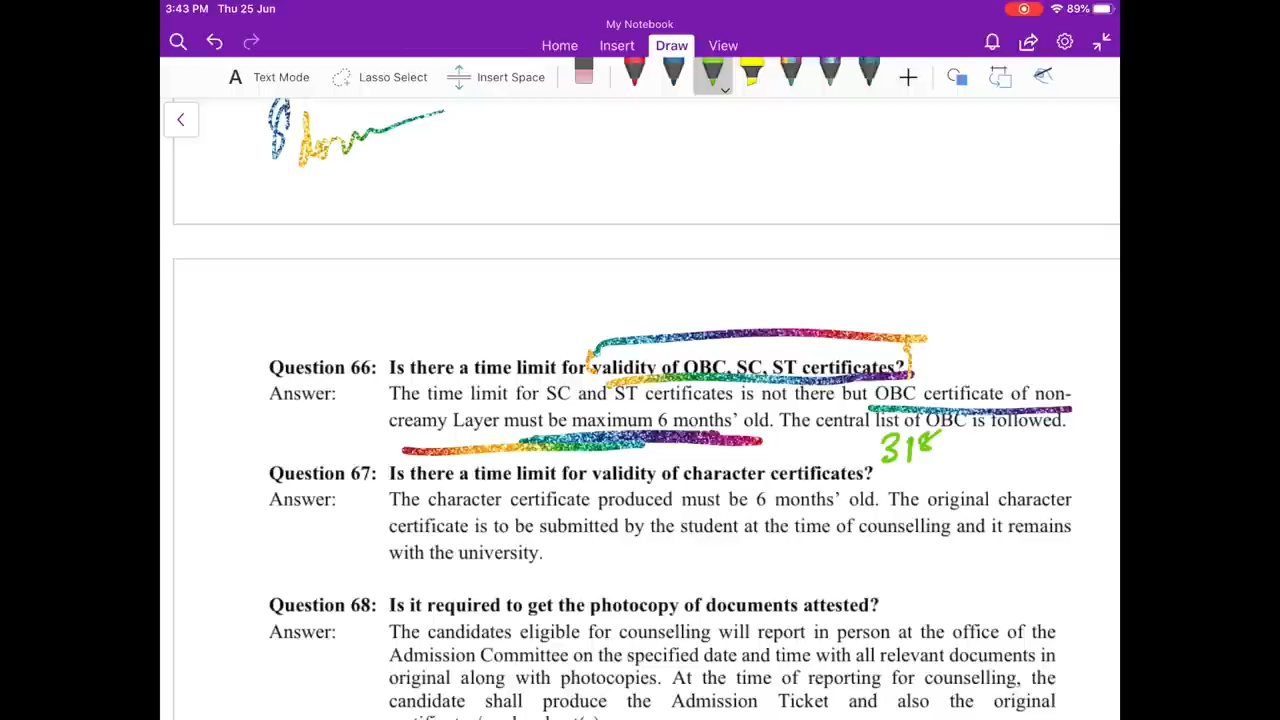 3:43 PM Thu 25 Jun
89%
My Notebook
Home Insert Draw View
A Text Mode Lasso Select Insert Space
Question 66: Is there a time limit for validity of OBC, SC, ST certificates?
Answer: The time limit for SC and ST certificates is not there but OBC certificate of non-
creamy Layer must be maximum 6 months' old. The central list of OBC is followed.
318
Question 67: Is there a time limit for validity of character certificates?
Answer: The character certificate produced must be 6 months' old. The original character
certificate is to be submitted by the student at the time of counselling and it remains
with the university.
Question 68: Is it required to get the photocopy of documents attested?
Answer: The candidates eligible for counselling will report in person at the office of the
Admission Committee on the specified date and time with all relevant documents in
original along with photocopies. At the time of reporting for counselling, the
candidate shall produce the Admission Ticket and also the original